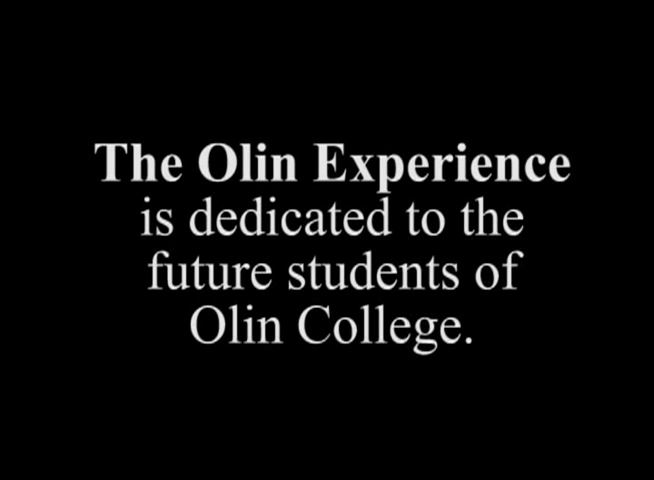 The Olin Experience
is dedicated to the
future students of
Olin College.